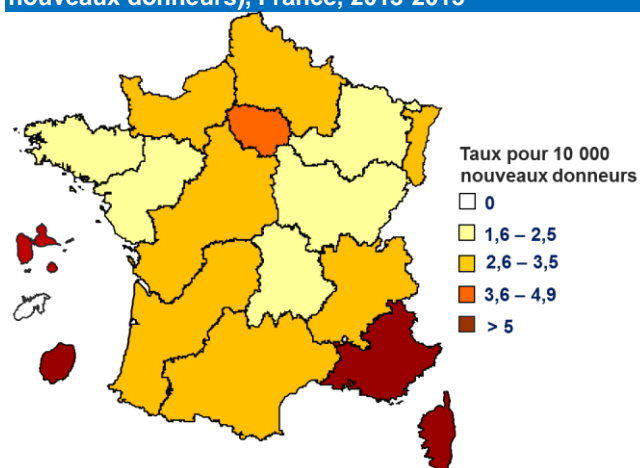 nouveaux donneurs), France, 2013-2015
Taux pour 10 000
nouveaux donneurs
0
1,6 – 2,5
2,6 – 3,5
3,6 – 4,9
> 5